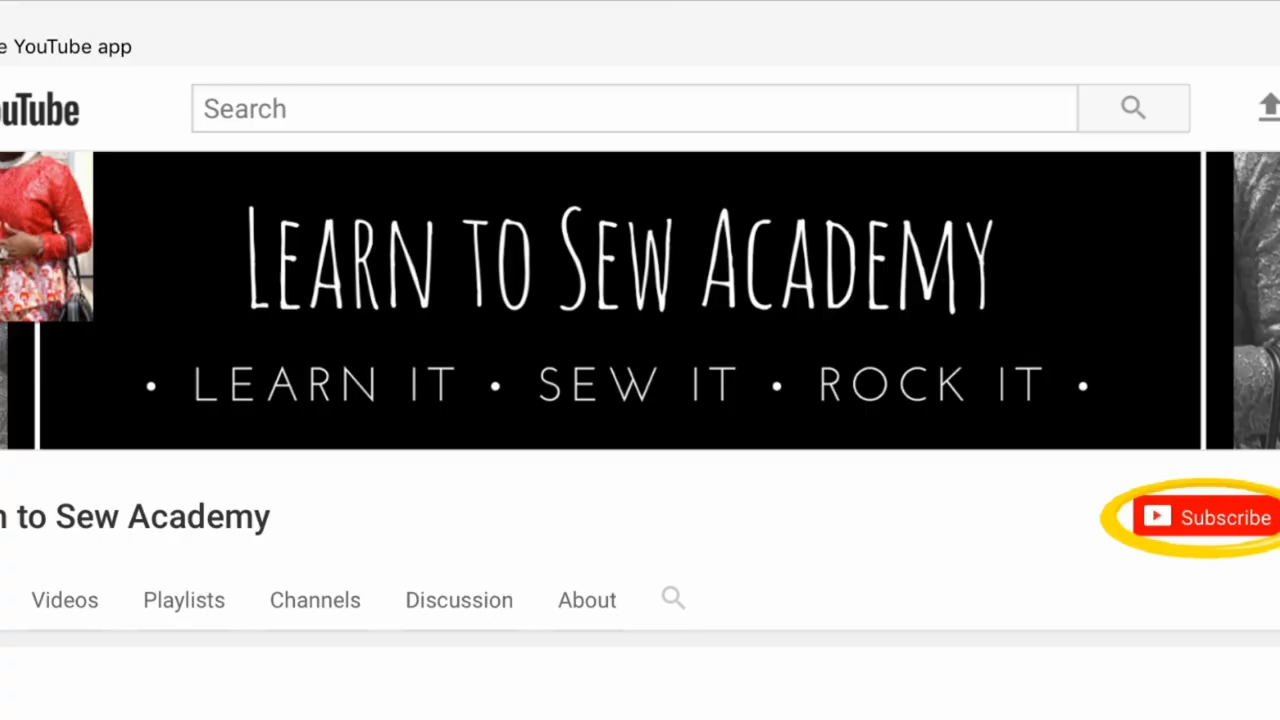 e YouTube app
ouTube
Search
LEARN TO SEW ACADEMY
• LEARN IT • SEW IT • ROCK IT •
n to Sew Academy
Subscribe
Videos Playlists Channels Discussion About